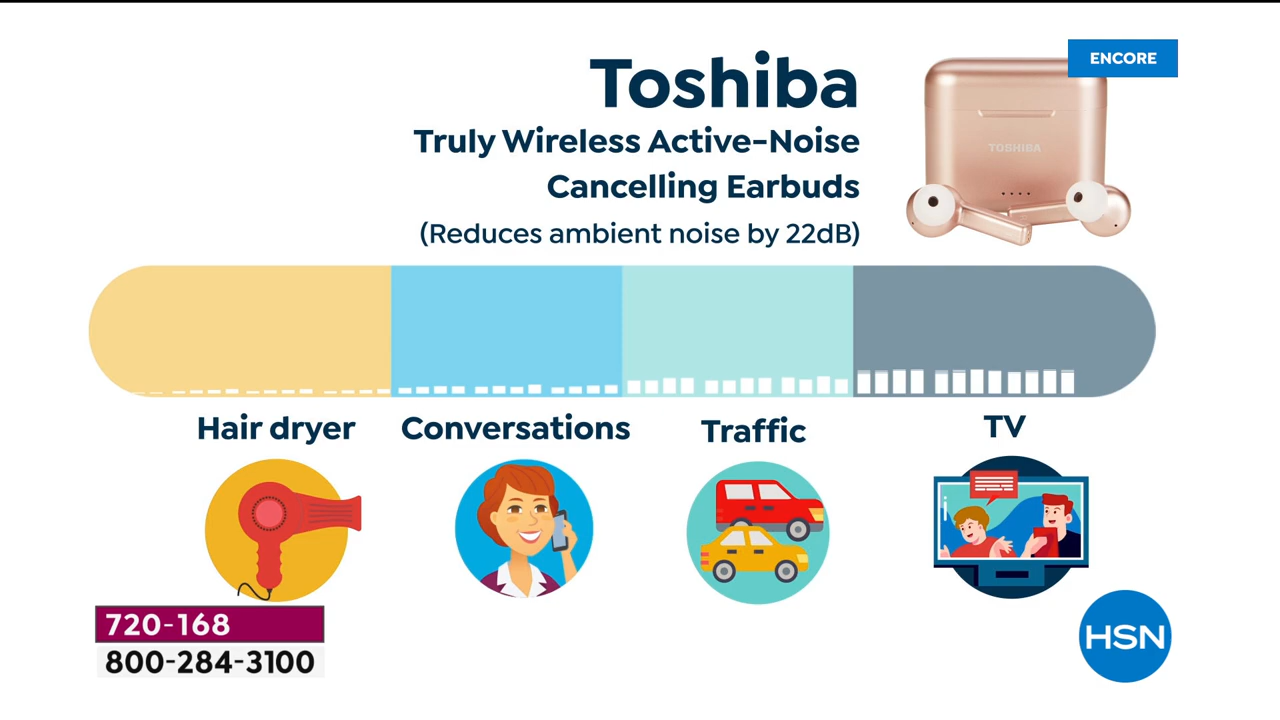 ENCORE
Toshiba
Truly Wireless Active-Noise
Cancelling Earbuds
(Reduces ambient noise by 22dB)
TOSHIBA
Hair dryer
Conversations
Traffic
TV
720-168
800-284-3100
HSN